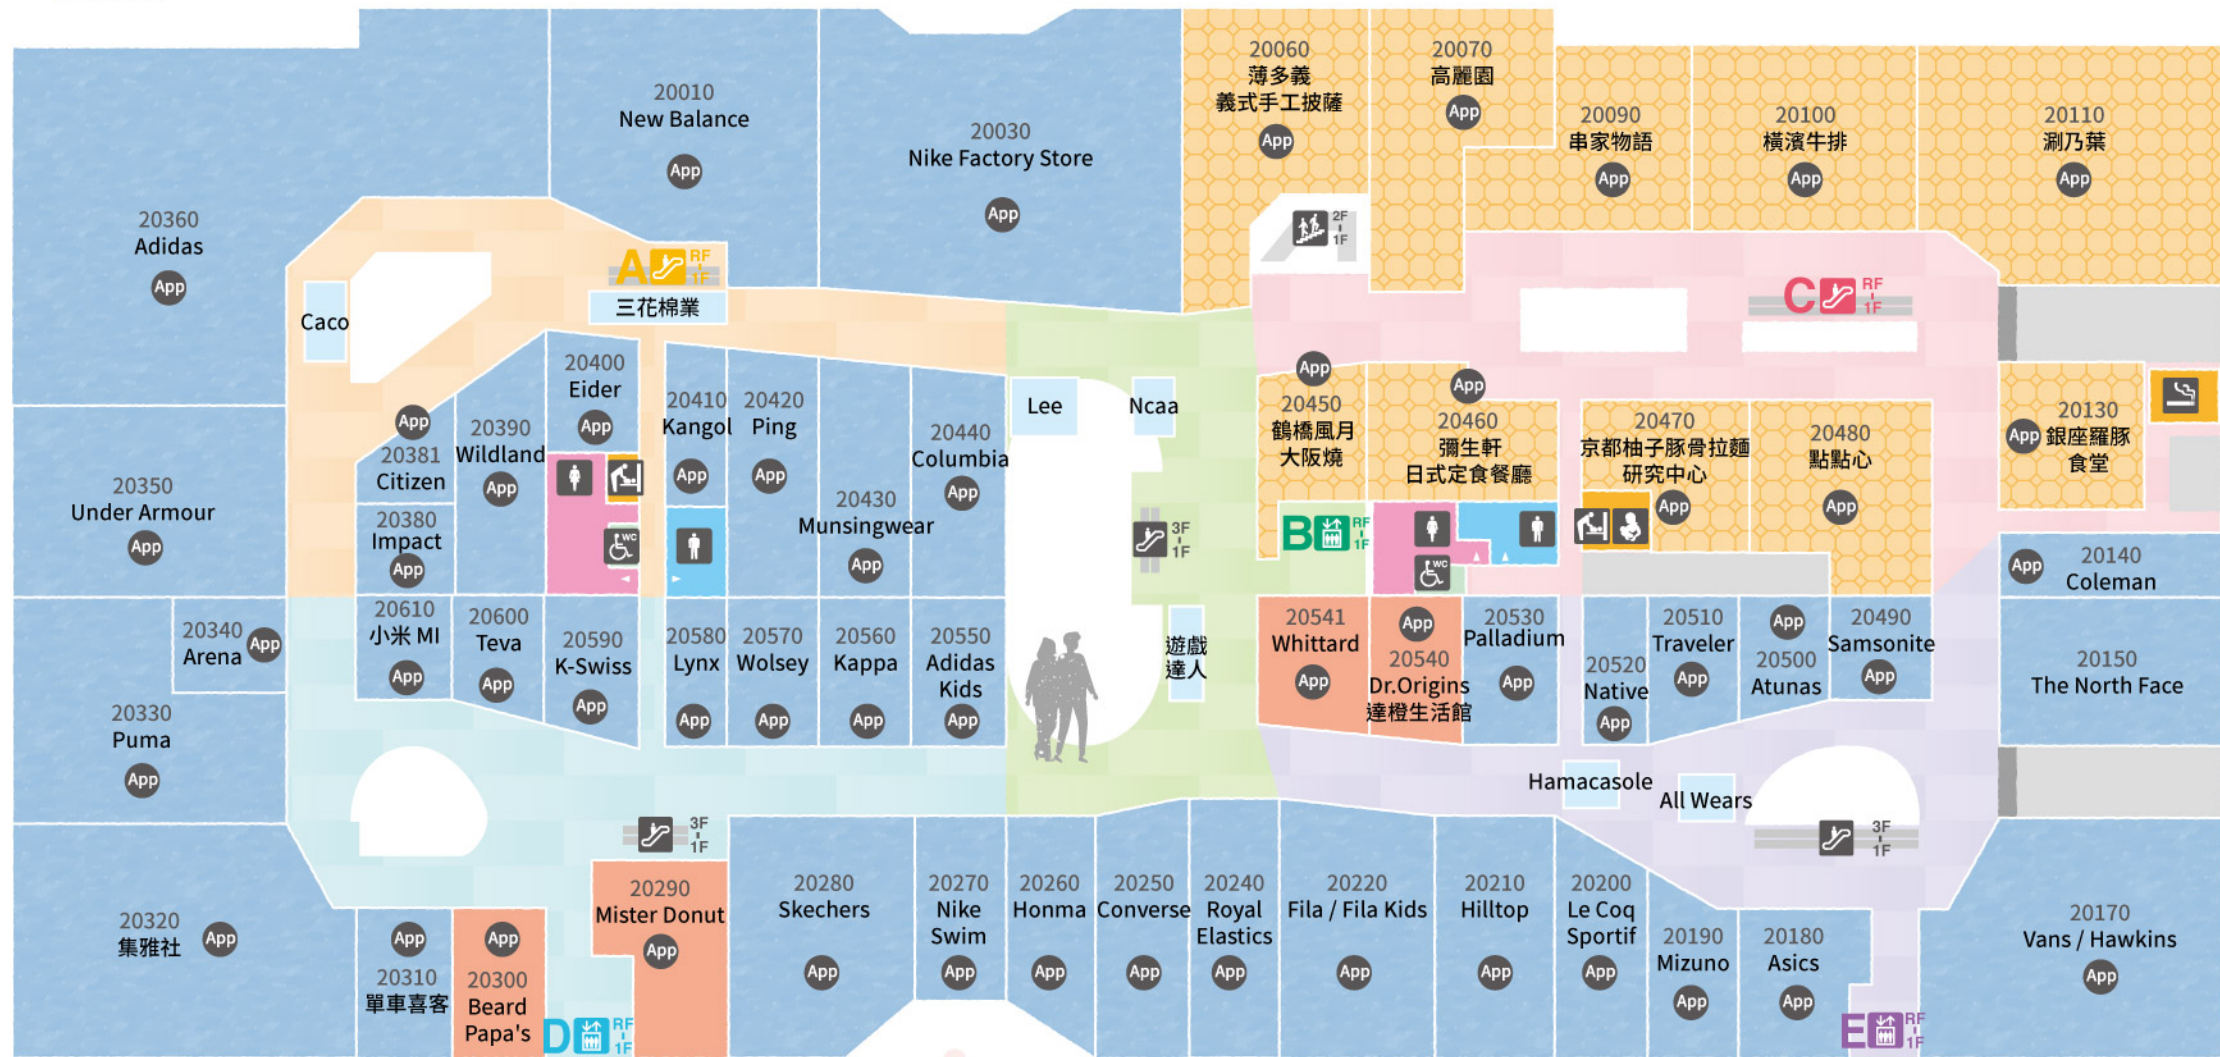 20010
New Balance
App
20030
Nike Factory Store
App
20060
薄多義
義式手工披薩
App
20070
高麗園
App
20090
串家物語
App
20100
橫濱牛排
App
20110
涮乃葉
App
20360
Adidas
App
A
RF
1F
三花棉業
Caco
2F
1F
C
RF
1F
20400
Eider
App
20410
Kangol
App
20420
Ping
App
20430
Munsingwear
App
20440
Columbia
App
Lee
Ncaa
App
20450
鶴橋風月
大阪燒
App
20460
彌生軒
日式定食餐廳
20470
京都柚子豚骨拉麵
研究中心
App
20480
點點心
App
20130
銀座羅豚
食堂
App
App
20381
Citizen
20390
Wildland
App
20350
Under Armour
App
20380
Impact
App
WC
3F
1F
B
RF
1F
WC
App
20140
Coleman
20340
Arena
App
20610
小米 MI
App
20600
Teva
App
20590
K-Swiss
App
20580
Lynx
App
20570
Wolsey
App
20560
Kappa
App
20550
Adidas
Kids
App
遊戲
達人
20541
Whittard
App
App
20540
Dr.Origins
達橙生活館
20530
Palladium
App
20520
Native
App
20510
Traveler
App
App
20500
Atunas
20490
Samsonite
App
20150
The North Face
20330
Puma
App
Hamacasole
All Wears
3F
1F
3F
1F
20320
集雅社
App
App
20310
單車喜客
App
20300
Beard
Papa's
D
RF
1F
20290
Mister Donut
App
20280
Skechers
App
20270
Nike
Swim
App
20260
Honma
App
20250
Converse
App
20240
Royal
Elastics
App
20220
Fila / Fila Kids
App
20210
Hilltop
App
20200
Le Coq
Sportif
App
20190
Mizuno
App
20180
Asics
App
E
RF
1F
20170
Vans / Hawkins
App